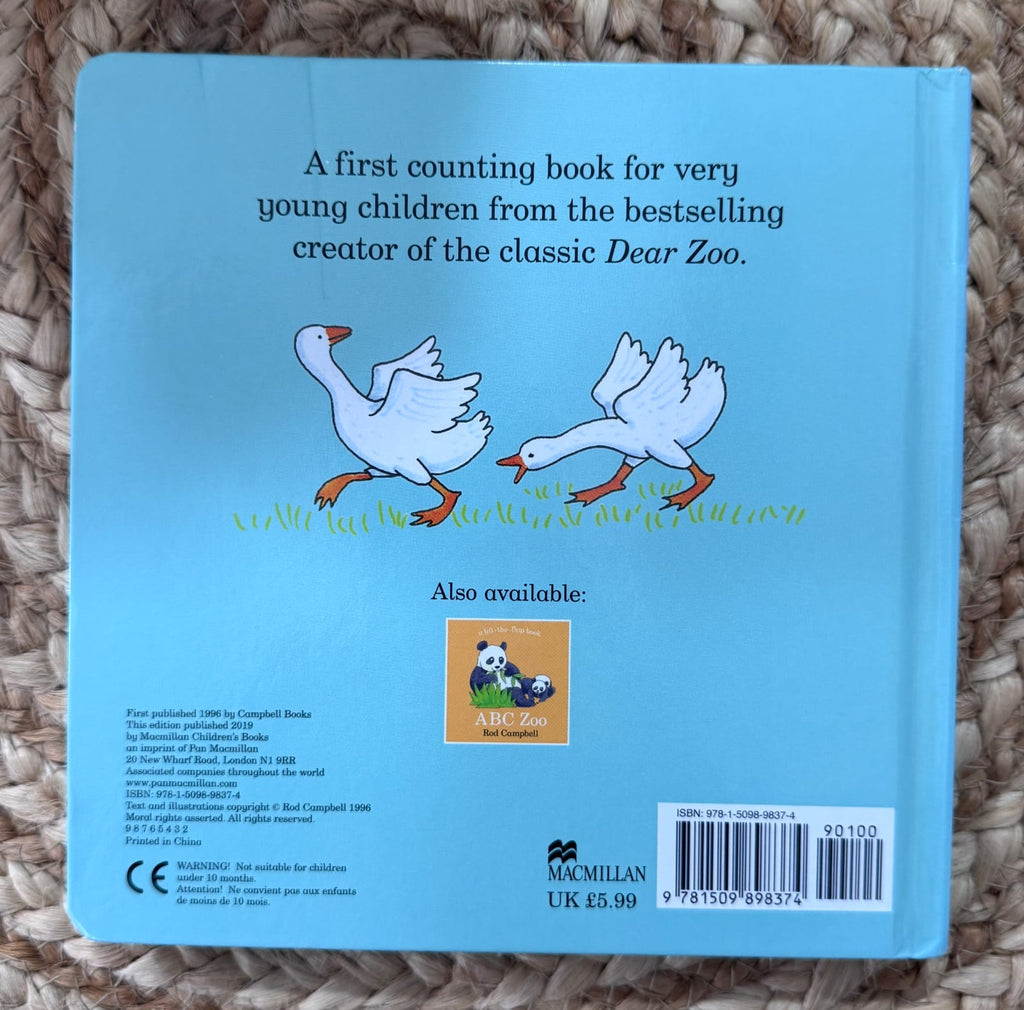 A first counting book for very
young children from the bestselling
creator of the classic Dear Zoo.
Also available:
a lift-the-flap book
ABC Zoo
Rod Campbell
First published 1996 by Campbell Books
This edition published 2019
by Macmillan Children's Books
an imprint of Pan Macmillan
20 New Wharf Road, London N1 9RR
Associated companies throughout the world
www.panmacmillan.com
ISBN: 978-1-5098-9837-4
Text and illustrations copyright © Rod Campbell 1996
Moral rights asserted. All rights reserved.
9 8 7 6 5 4 3 2
Printed in China
CE
WARNING! Not suitable for children
under 10 months.
Attention! Ne convient pas aux enfants
de moins de 10 mois.
MACMILLAN
UK £5.99
ISBN: 978-1-5098-9837-4
90100
9 781509 898374